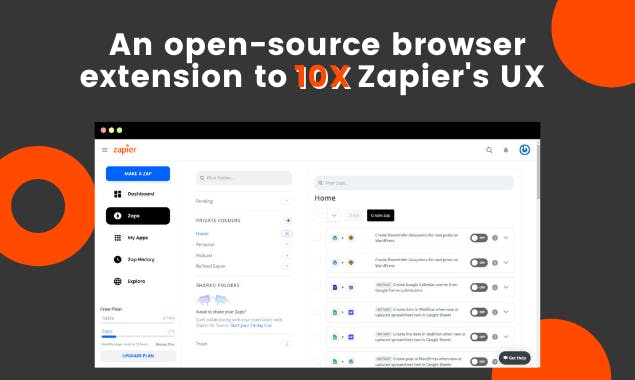 An open-source browser
extension to 10X Zapier's UX
zapier
MAKE A ZAP
Dashboard
Zaps
My Apps
Zap History
Explore
Free Plan
Tasks
Zaps
UPGRADE PLAN
Filter folders...
Pending
PRIVATE FOLDERS
Home
Personal
Podcast
Refined Zapier
SHARED FOLDERS
Need to share your Zaps?
Start your 14-day trial
Trash
Filter Zaps...
Home
Create zap
Create Reminder datapoints for new posts on
WordPress
OFF
Create Reminder datapoints for new posts on
WordPress
OFF
Create Google Calendar events from
Google Forms submissions
OFF
Create item in Webflow when new or
updated spreadsheet row in Google Sheets
OFF
Create live item in Webflow when new or
updated spreadsheet row in Google Sheets
OFF
Create post in WordPress when new or
updated spreadsheet row in Google Sheets
Get Help